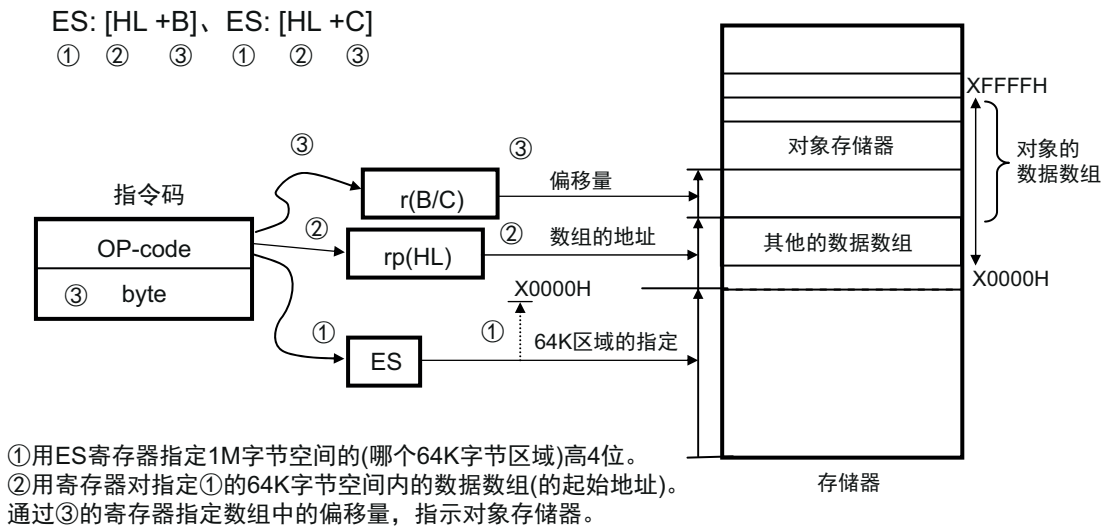 ES: [HL +B]、ES: [HL +C]
① ② ③ ① ② ③
XFFFFH
对象存储器
对象的
数据数组
③
③
偏移量
指令码
r(B/C)
②
②
数组的地址
OP-code
rp(HL)
其他的数据数组
③ byte
X0000H
X0000H
①
①
64K区域的指定
ES
存储器
①用ES寄存器指定1M字节空间的(哪个64K字节区域)高4位。
②用寄存器对指定①的64K字节空间内的数据数组(的起始地址)。
通过③的寄存器指定数组中的偏移量，指示对象存储器。